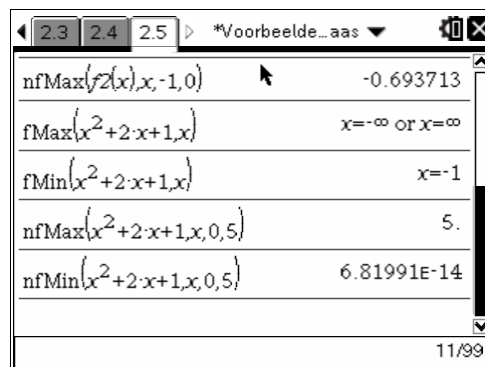 2.3 2.4 2.5 *Voorbeelde…aas
nfMax(f2(x),x,-1,0) -0.693713
fMax(x²+2·x+1,x) x=-∞ or x=∞
fMin(x²+2·x+1,x) x=-1
nfMax(x²+2·x+1,x,0,5) 5.
nfMin(x²+2·x+1,x,0,5) 6.81991E-14
11/99